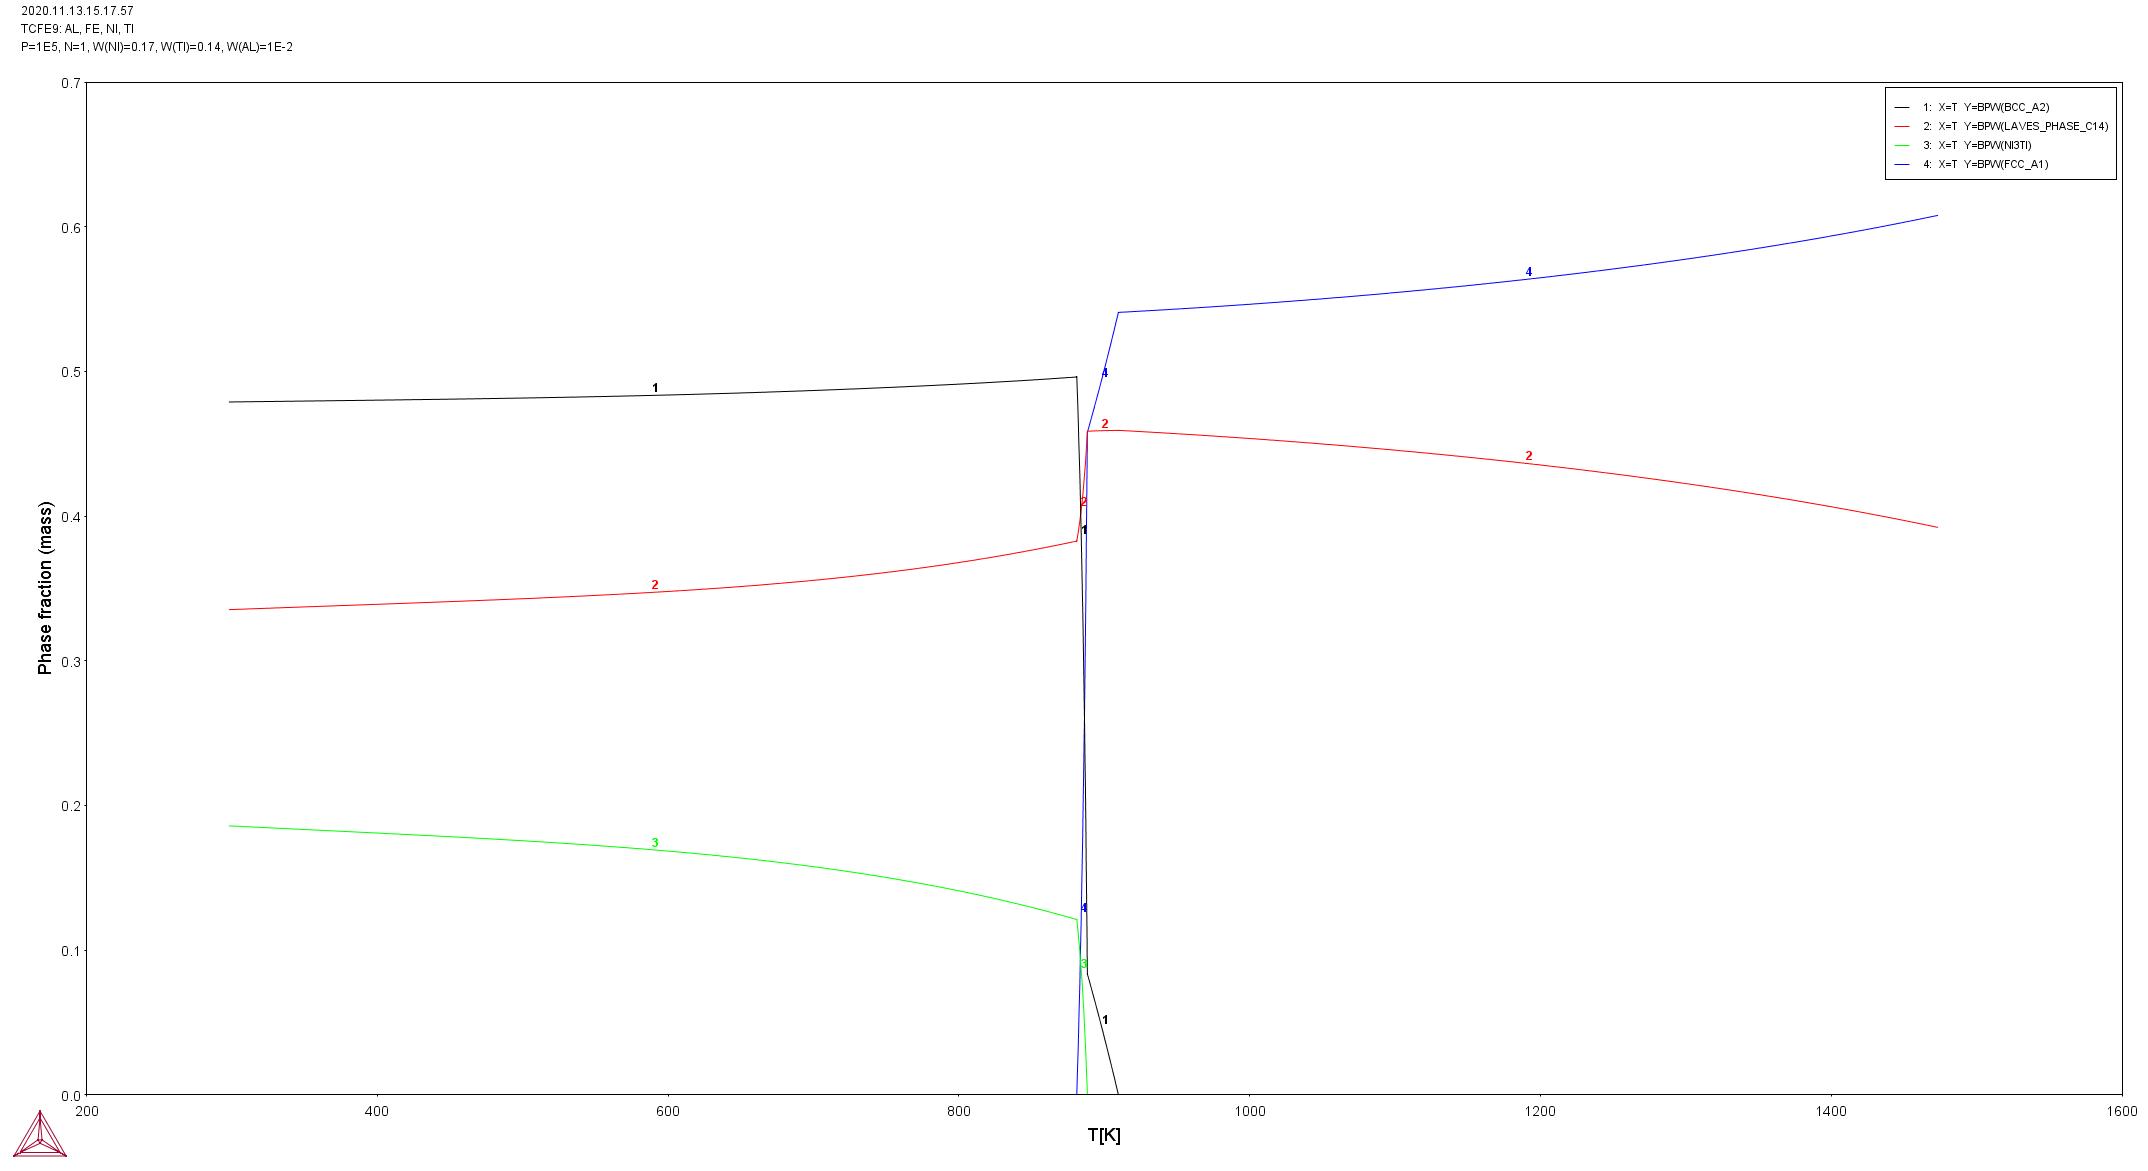 2020.11.13.15.17.57
TCFE9: AL, FE, NI, TI
P=1E5, N=1, W(NI)=0.17, W(TI)=0.14, W(AL)=1E-2
0.7
1: X=T Y=BPW(BCC_A2)
2: X=T Y=BPW(LAVES_PHASE_C14)
3: X=T Y=BPW(NI3TI)
4: X=T Y=BPW(FCC_A1)
0.6
4
0.5
1
4
2
2
Phase fraction (mass)
0.4
2
1
2
0.3
0.2
3
4
0.1
3
1
0.0
200 400 600 800 1000 1200 1400 1600
T[K]